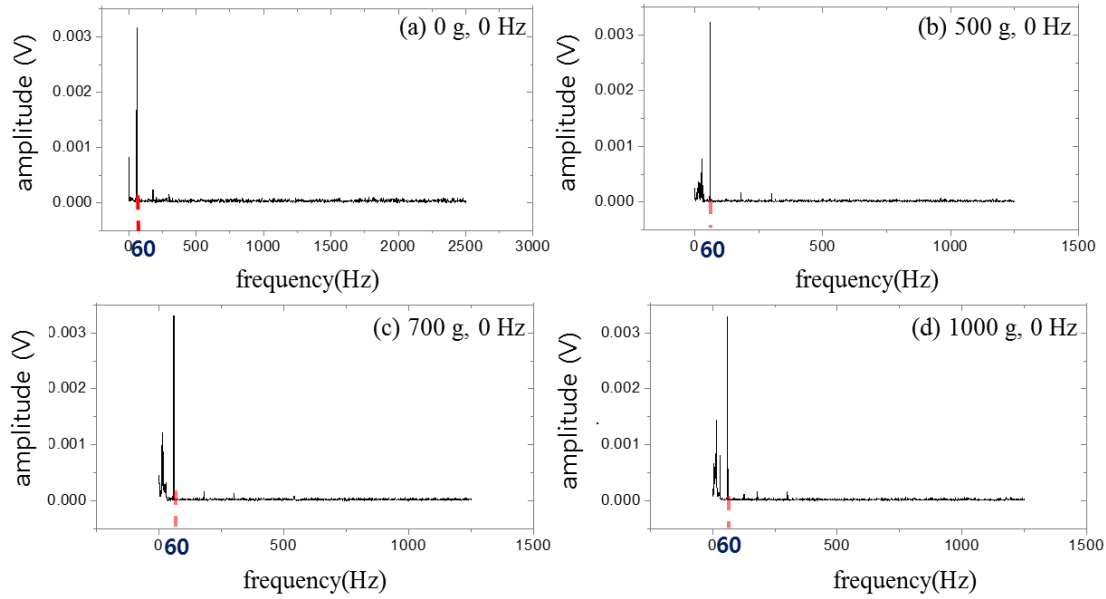 (a) 0 g, 0 Hz
amplitude (V)
0.003
0.002
0.001
0.000
0 60 500 1000 1500 2000 2500 3000
frequency(Hz)
(b) 500 g, 0 Hz
amplitude (V)
0.003
0.002
0.001
0.000
0 60 500 1000 1500
frequency(Hz)
(c) 700 g, 0 Hz
amplitude (V)
0.003
0.002
0.001
0.000
0 60 500 1000 1500
frequency(Hz)
(d) 1000 g, 0 Hz
amplitude (V)
0.003
0.002
0.001
0.000
0 60 500 1000 1500
frequency(Hz)